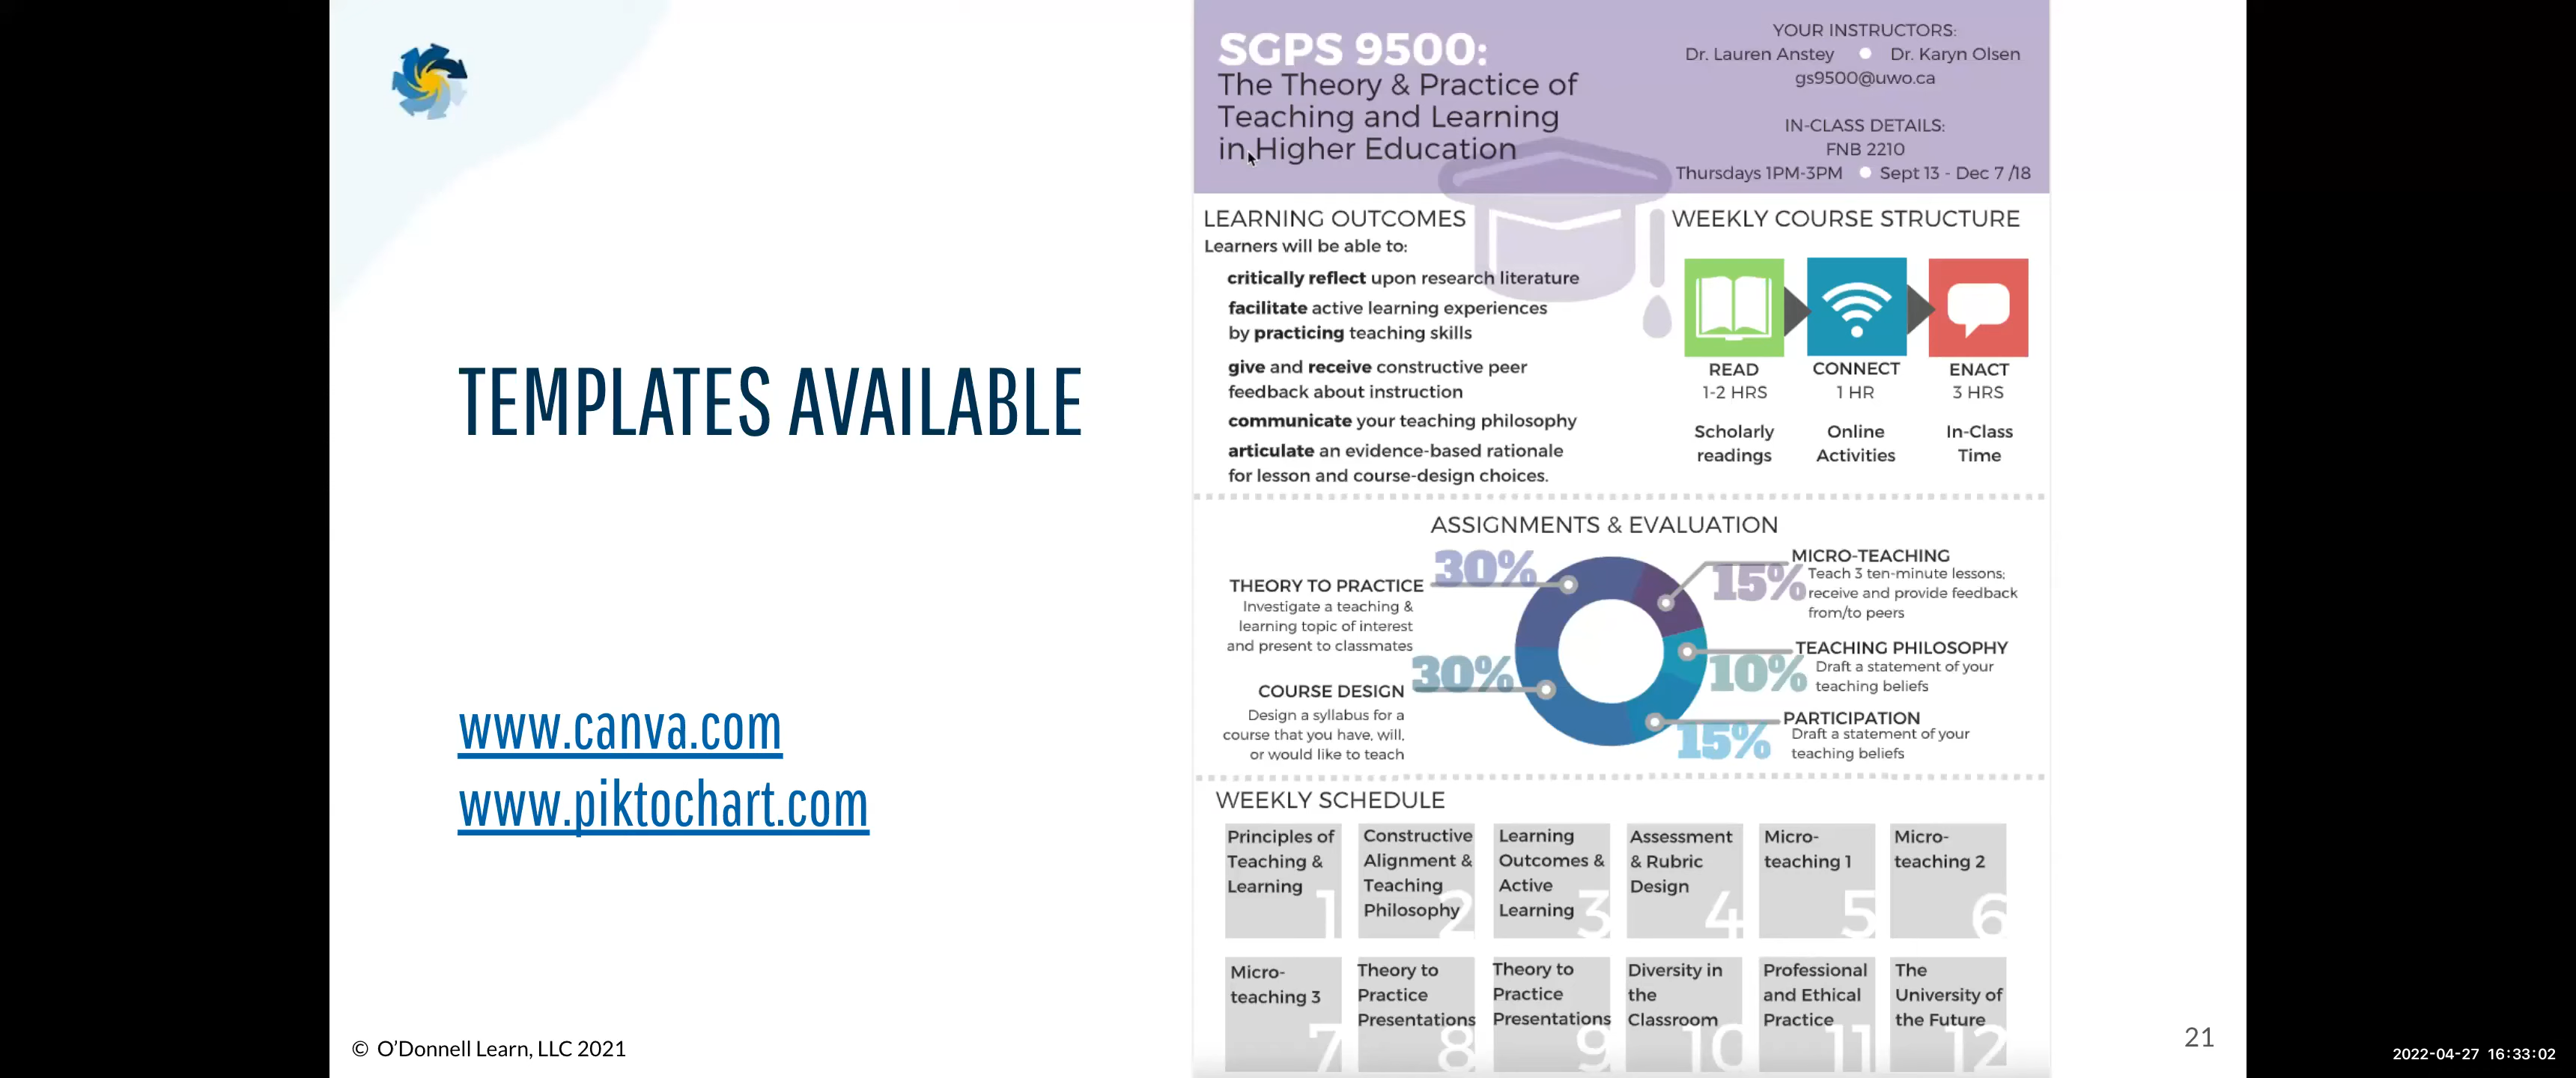 TEMPLATES AVAILABLE
www.canva.com
www.piktochart.com
© O'Donnell Learn, LLC 2021
SGPS 9500:
The Theory & Practice of
Teaching and Learning
in Higher Education
YOUR INSTRUCTORS:
Dr. Lauren Anstey Dr. Karyn Olsen
gs9500@uwo.ca
IN-CLASS DETAILS:
FNB 2210
Thursdays 1PM-3PM Sept 13 - Dec 7 /18
LEARNING OUTCOMES
Learners will be able to:
critically reflect upon research literature
facilitate active learning experiences
by practicing teaching skills
give and receive constructive peer
feedback about instruction
communicate your teaching philosophy
articulate an evidence-based rationale
for lesson and course-design choices.
WEEKLY COURSE STRUCTURE
READ
1-2 HRS
Scholarly
readings
CONNECT
1 HR
Online
Activities
ENACT
3 HRS
In-Class
Time
ASSIGNMENTS & EVALUATION
30%
THEORY TO PRACTICE
Investigate a teaching &
learning topic of interest
and present to classmates
30%
COURSE DESIGN
Design a syllabus for a
course that you have, will,
or would like to teach
MICRO-TEACHING
15%
Teach 3 ten-minute lessons;
receive and provide feedback
from/to peers
TEACHING PHILOSOPHY
10%
Draft a statement of your
teaching beliefs
PARTICIPATION
15%
Draft a statement of your
teaching beliefs
WEEKLY SCHEDULE
Principles of
Teaching &
Learning
1
Constructive
Alignment &
Teaching
Philosophy
2
Learning
Outcomes &
Active
Learning
3
Assessment
& Rubric
Design
4
Micro-
teaching 1
5
Micro-
teaching 2
6
Micro-
teaching 3
7
Theory to
Practice
Presentations
8
Theory to
Practice
Presentations
9
Diversity in
the
Classroom
10
Professional
and Ethical
Practice
11
The
University of
the Future
12
21
2022-04-27 16:33:02